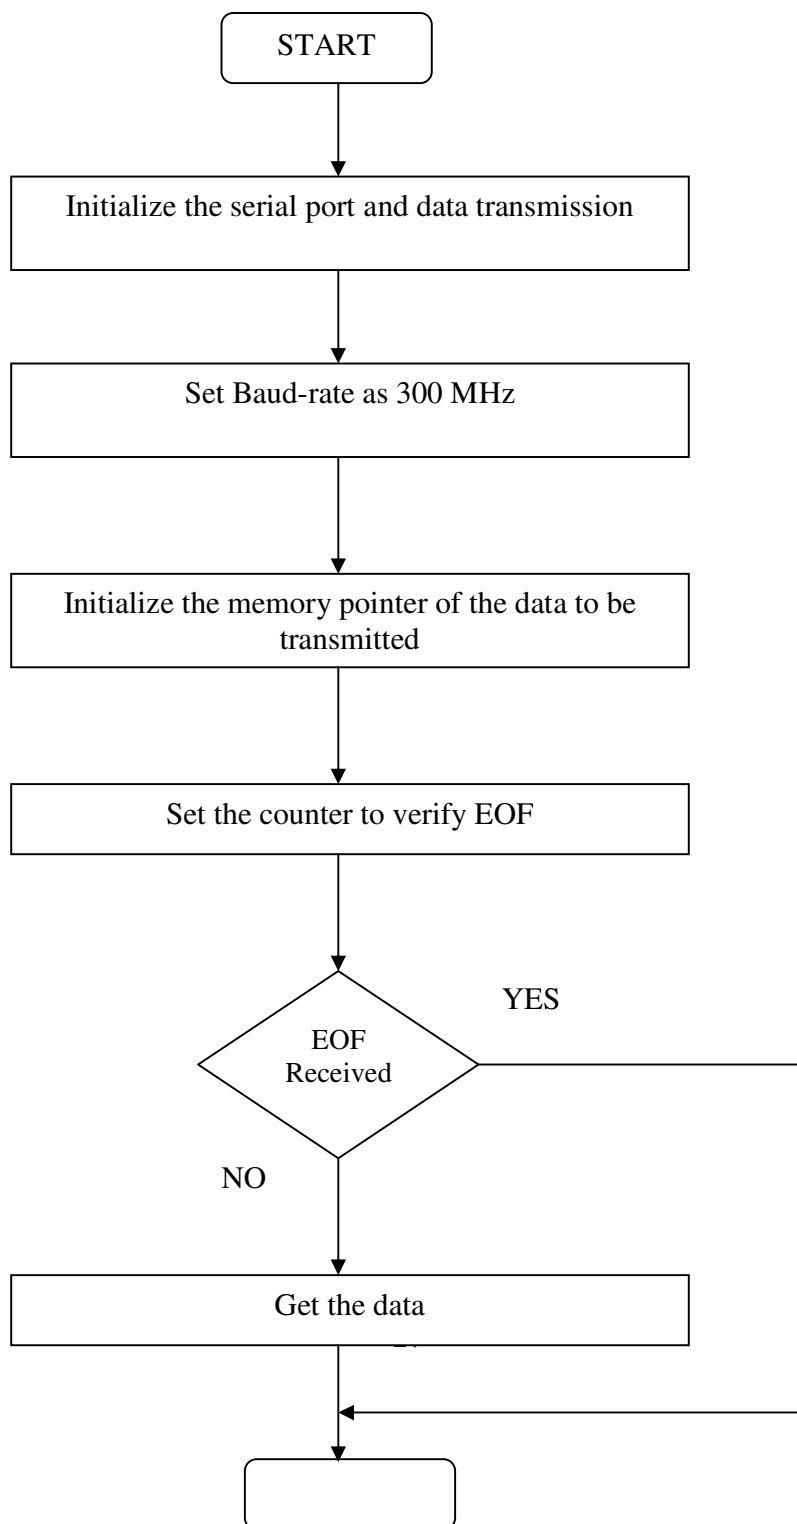 START
Initialize the serial port and data transmission
Set Baud-rate as 300 MHz
Initialize the memory pointer of the data to be
transmitted
Set the counter to verify EOF
YES
EOF
Received
NO
Get the data